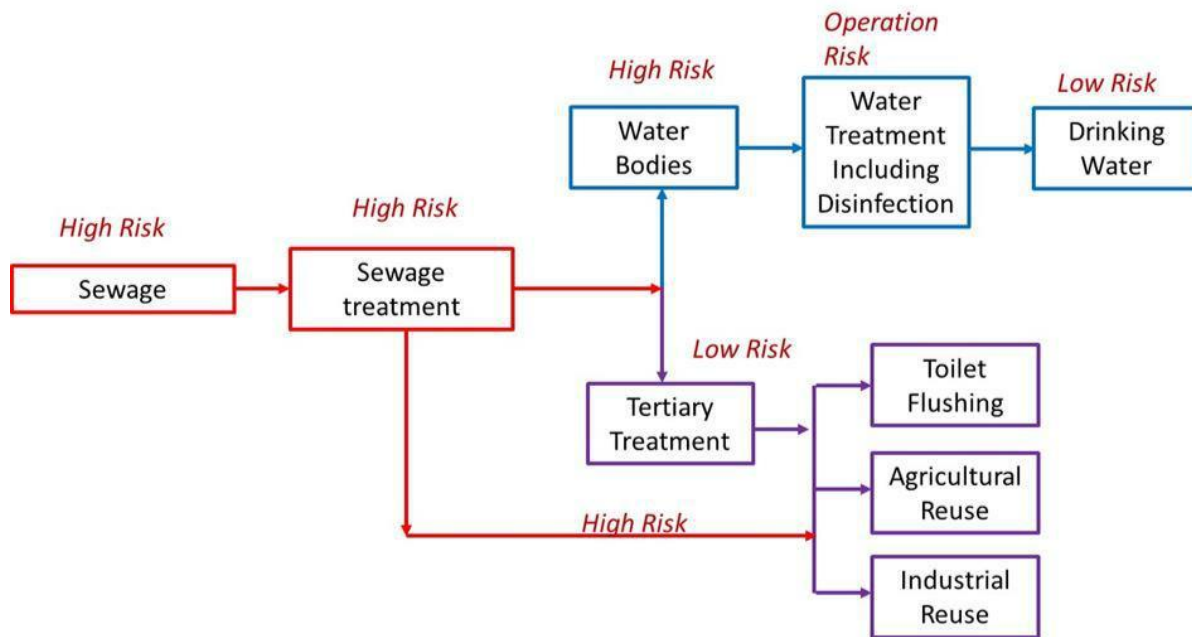 Operation
Risk
High Risk
Low Risk
Water
Bodies
Water
Treatment
Including
Disinfection
Drinking
Water
High Risk
High Risk
Sewage
Sewage
treatment
Low Risk
Tertiary
Treatment
Toilet
Flushing
Agricultural
Reuse
High Risk
Industrial
Reuse